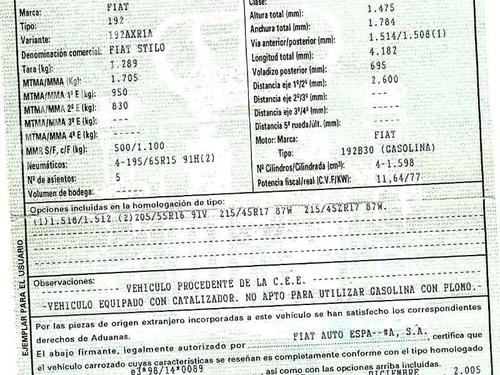 Marca: FIAT
Tipo: 192
Variante: 192AXR1A
Denominación comercial FIAT STILO
Tara (kg): 1.289
MTMA/MMA (Kg): 1.705
MTMA/MMA 1º E (kg): 950
MTMA/MMA 2º E (kg): 830
MTMA/MMA 3º E (kg): -----
MTMA/MMA 4º E (kg): -----
MMR S/F, c/F (kg): 500/1.100
Neumáticos: 4-195/65R15 91H(2)
Nº de asientos: 5
Volumen de bodega: -----
Clase:
Altura total (mm): 1.475
Anchura total (mm): 1.784
Vía anterior/posterior (mm): 1.514/1.508(1)
Longitud total (mm): 4.182
Voladizo posterior (mm): 695
Distancia eje 1º/2º (mm): 2,600
Distancia eje 2º/3º (mm): ---
Distancia eje 3º/4º (mm): -----
Distancia 5ª rueda/últ. (mm): -----
Motor: Marca: FIAT
Tipo: 192B30 (GASOLINA)
Nº Cilindros/Cilindrada (cm³): 4-1.598
Potencia fiscal/real (C.V.F/KW): 11,64/77
Opciones incluidas en la homologación de tipo:
(1)1.518/1.512 (2)205/55R16 91V 215/45R17 87W 215/45ZR17 87W.
EJEMPLAR PARA EL USUARIO
Observaciones:
VEHICULO PROCEDENTE DE LA C.E.E.
-VEHICULO EQUIPADO CON CATALIZADOR. NO APTO PARA UTILIZAR GASOLINA CON PLOMO.-
Por las piezas de origen extranjero incorporadas a este vehículo se han satisfecho los correspondientes
derechos de Aduanas.
El abajo firmante, legalmente autorizado por FIAT AUTO ESPA--*A, S.A. , certifica que
el vehículo carrozado cuyas características se reseñan es completamente conforme con el tipo homologado
e3*98/14*0089 , así como con las opciones arriba incluidas.
DICIEMBRE 2.005